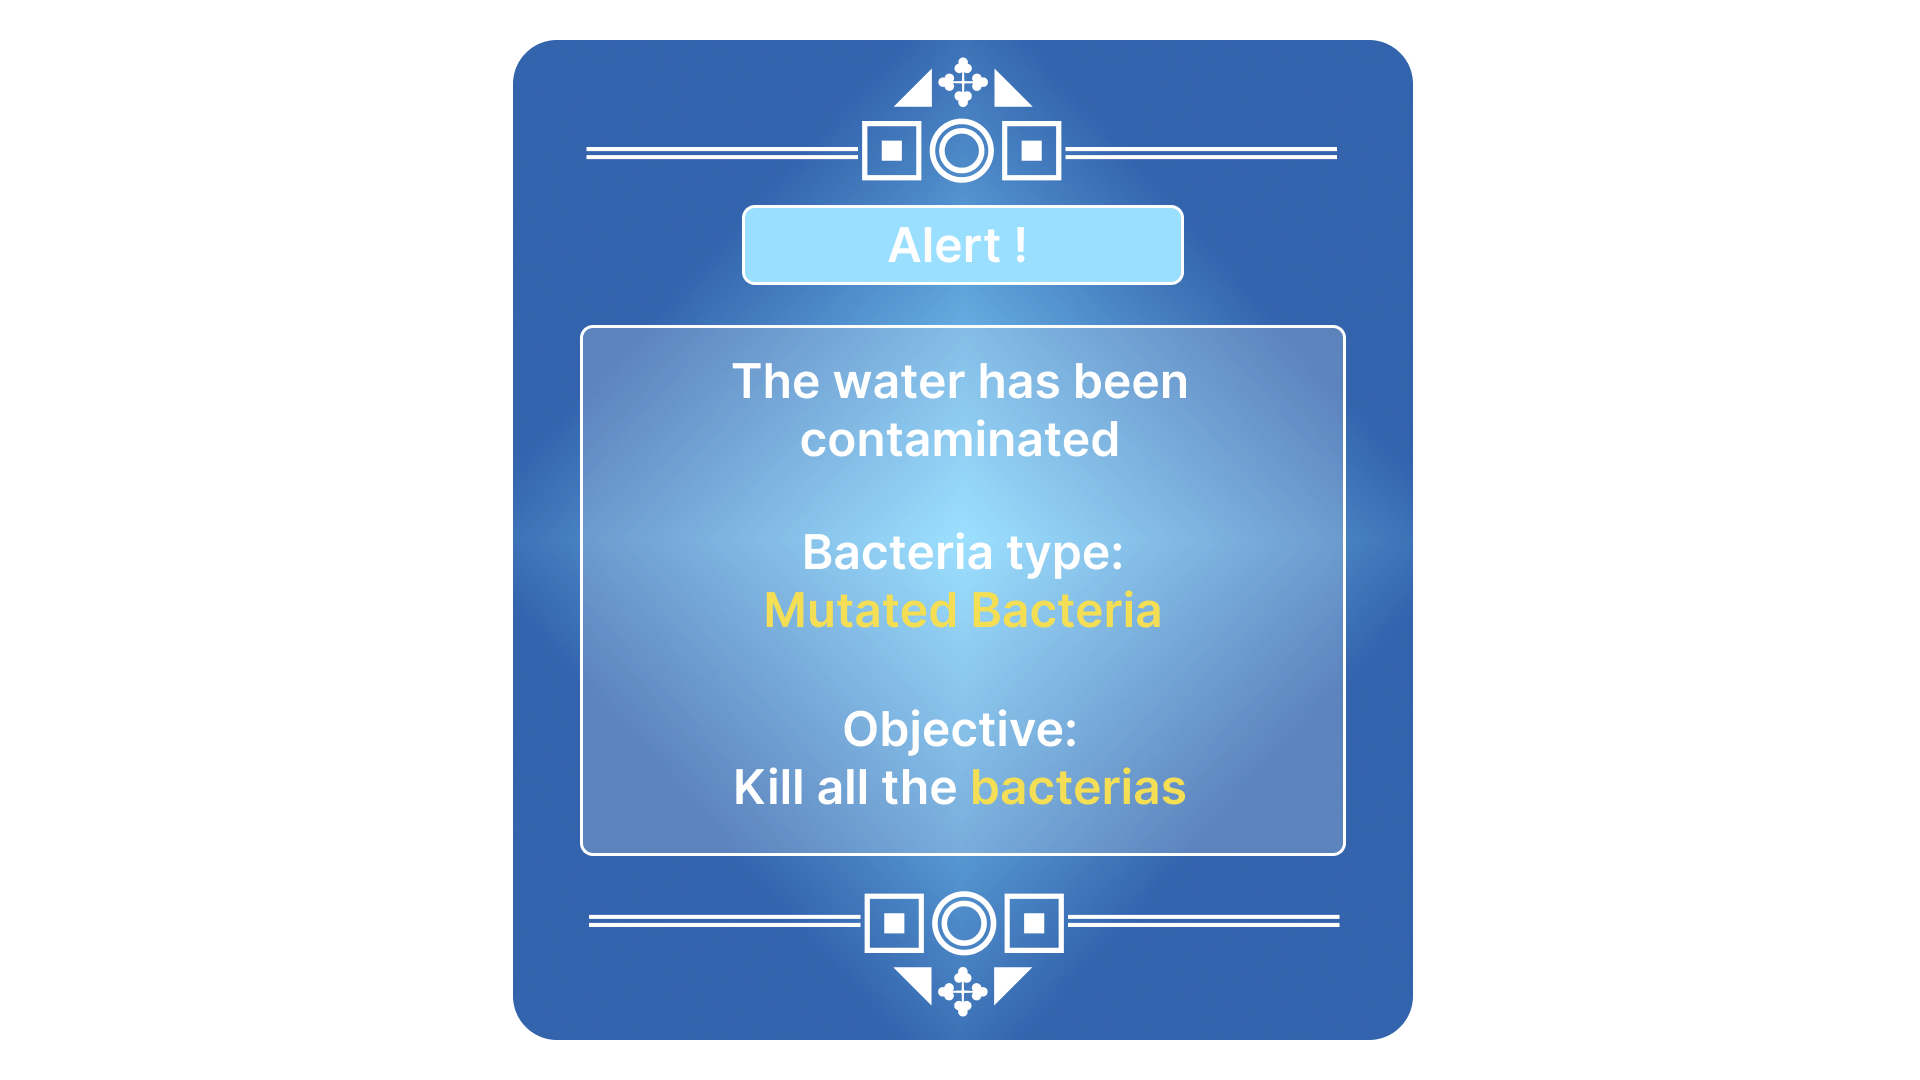 Alert !
The water has been
contaminated
Bacteria type:
Mutated Bacteria
Objective:
Kill all the bacterias